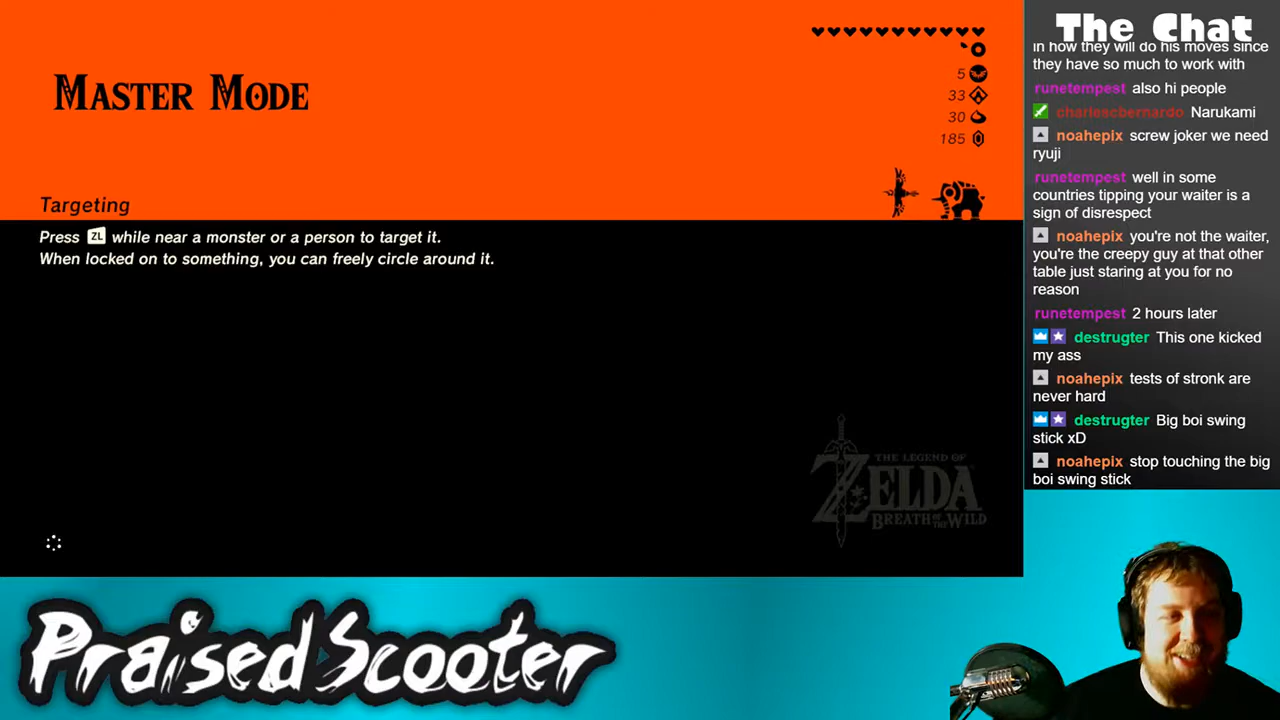 Master Mode
5
33
30
185
Targeting
Press ZL while near a monster or a person to target it.
When locked on to something, you can freely circle around it.
THE LEGEND OF
ZELDA
BREATH OF THE WILD
PraisedScooter
The Chat
in how they will do his moves since
they have so much to work with
runetempest also hi people
charlescbernardo Narukami
noahepix screw joker we need
ryuji
runetempest well in some
countries tipping your waiter is a
sign of disrespect
noahepix you're not the waiter,
you're the creepy guy at that other
table just staring at you for no
reason
runetempest 2 hours later
destrugter This one kicked
my ass
noahepix tests of stronk are
never hard
destrugter Big boi swing
stick xD
noahepix stop touching the big
boi swing stick